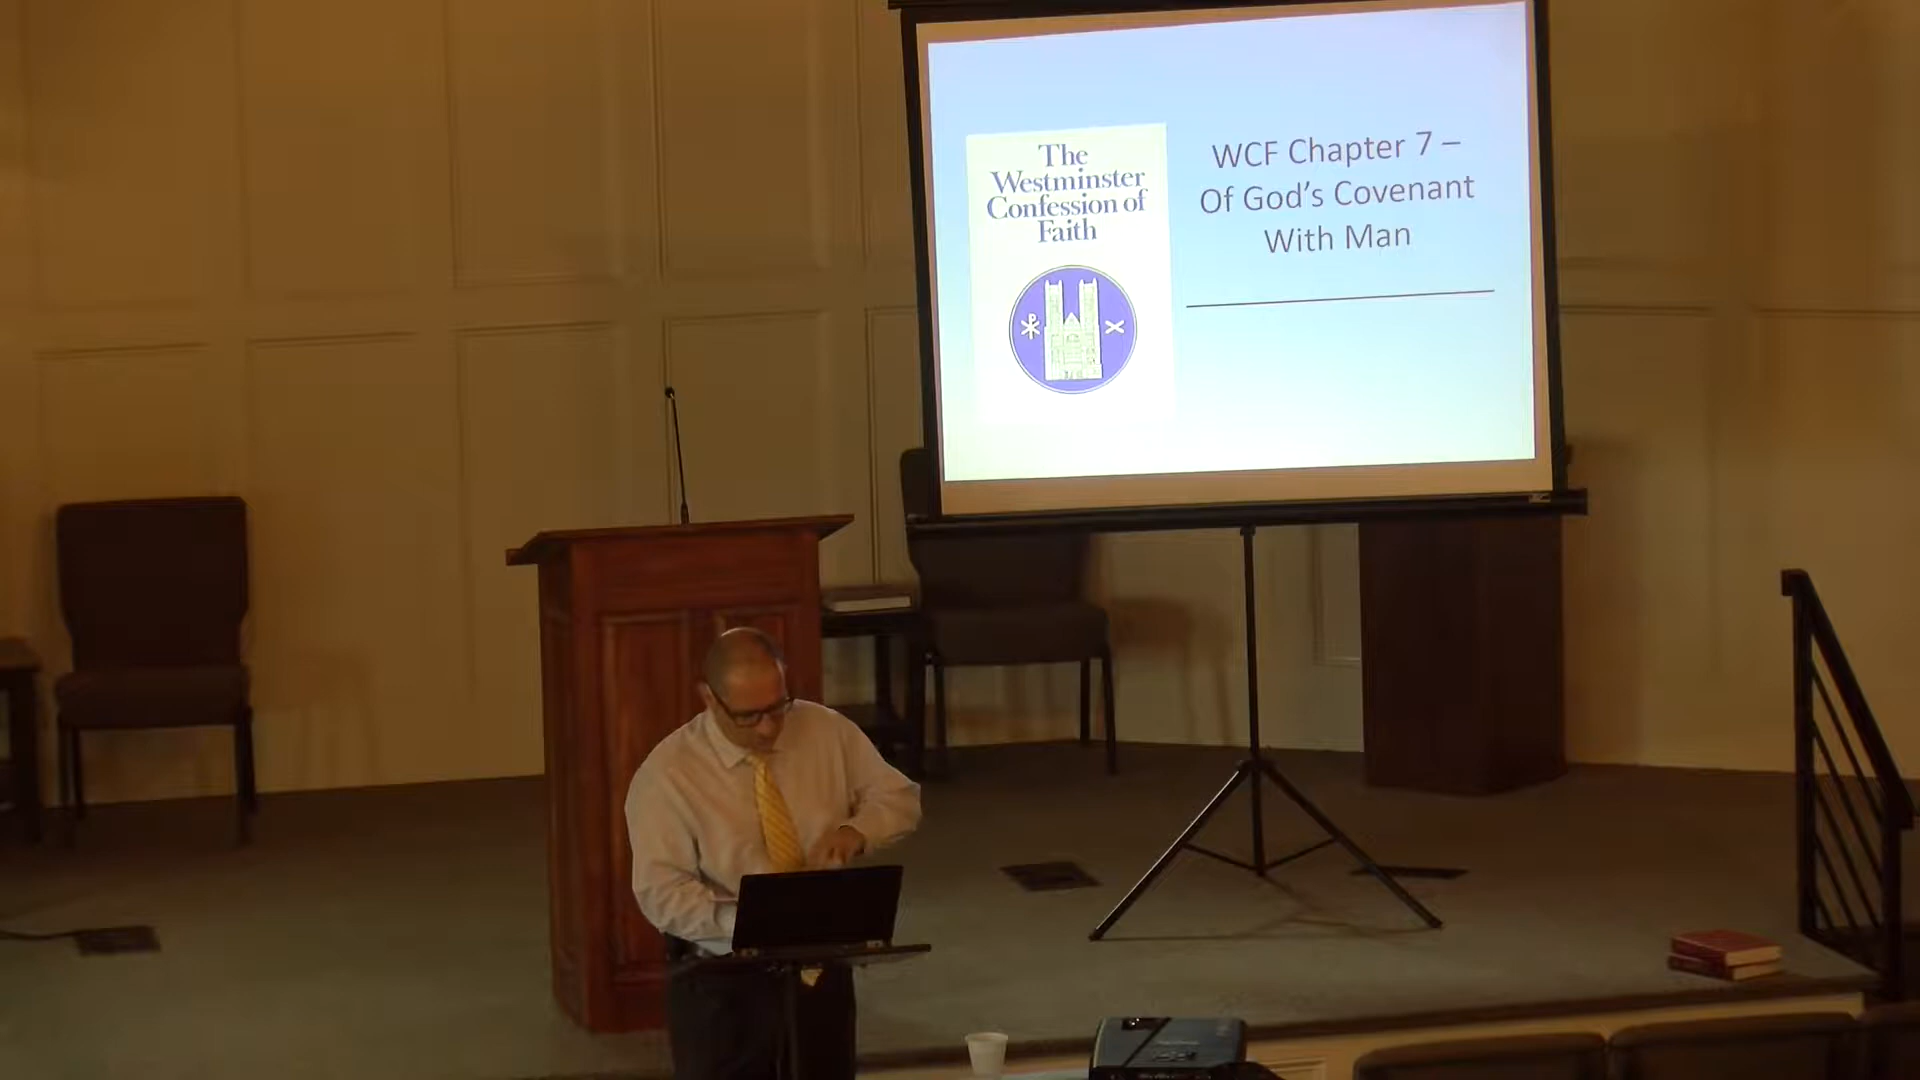 The
Westminster
Confession of
Faith
WCF Chapter 7 –
Of God's Covenant
With Man